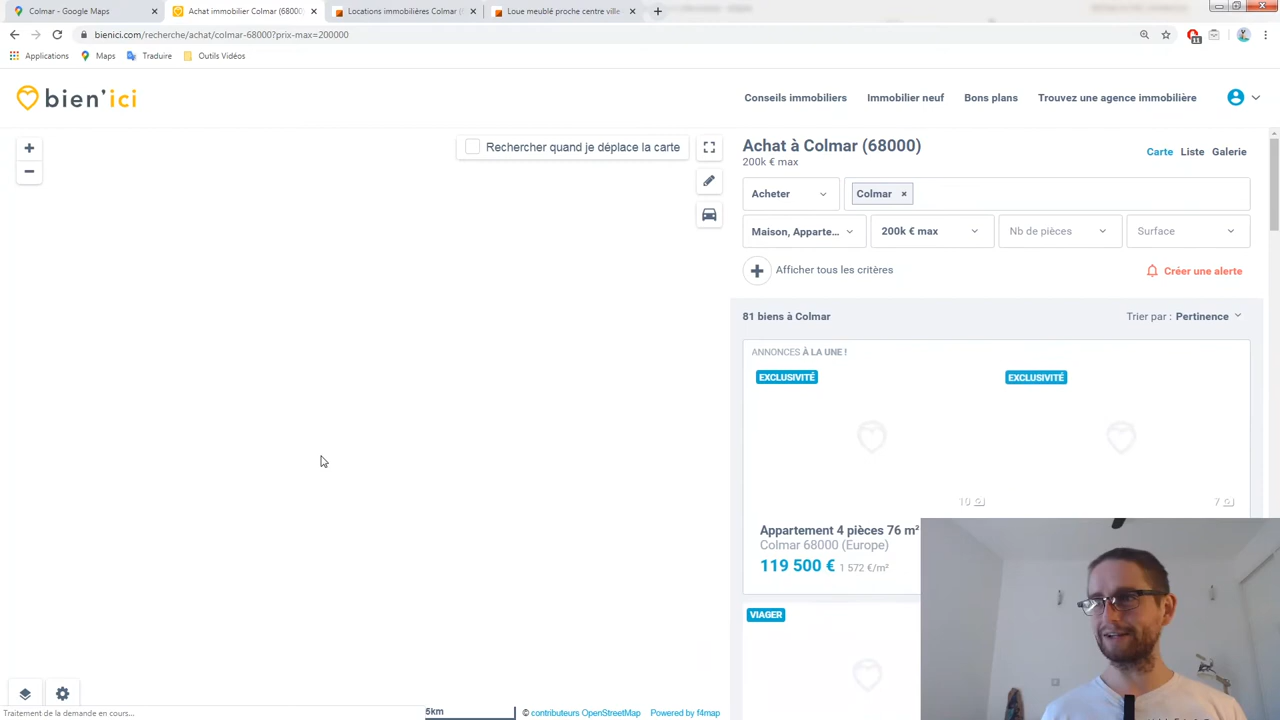 Colmar - Google Maps
Achat immobilier Colmar (68000)
Locations immobilières Colmar (
Loue meublé proche centre ville
bienici.com/recherche/achat/colmar-68000?prix-max=200000
11
Applications
Maps
Traduire
Outils Vidéos
bien'ici
Conseils immobiliers
Immobilier neuf
Bons plans
Trouvez une agence immobilière
+
−
Rechercher quand je déplace la carte
Achat à Colmar (68000)
200k € max
Carte
Liste
Galerie
Acheter
Colmar ×
Maison, Apparte...
200k € max
Nb de pièces
Surface
Afficher tous les critères
Créer une alerte
81 biens à Colmar
Trier par : Pertinence
ANNONCES À LA UNE !
EXCLUSIVITÉ
EXCLUSIVITÉ
10
7
Appartement 4 pièces 76 m²
Colmar 68000 (Europe)
119 500 € 1 572 €/m²
VIAGER
Traitement de la demande en cours...
5km
© contributeurs OpenStreetMap
Powered by f4map